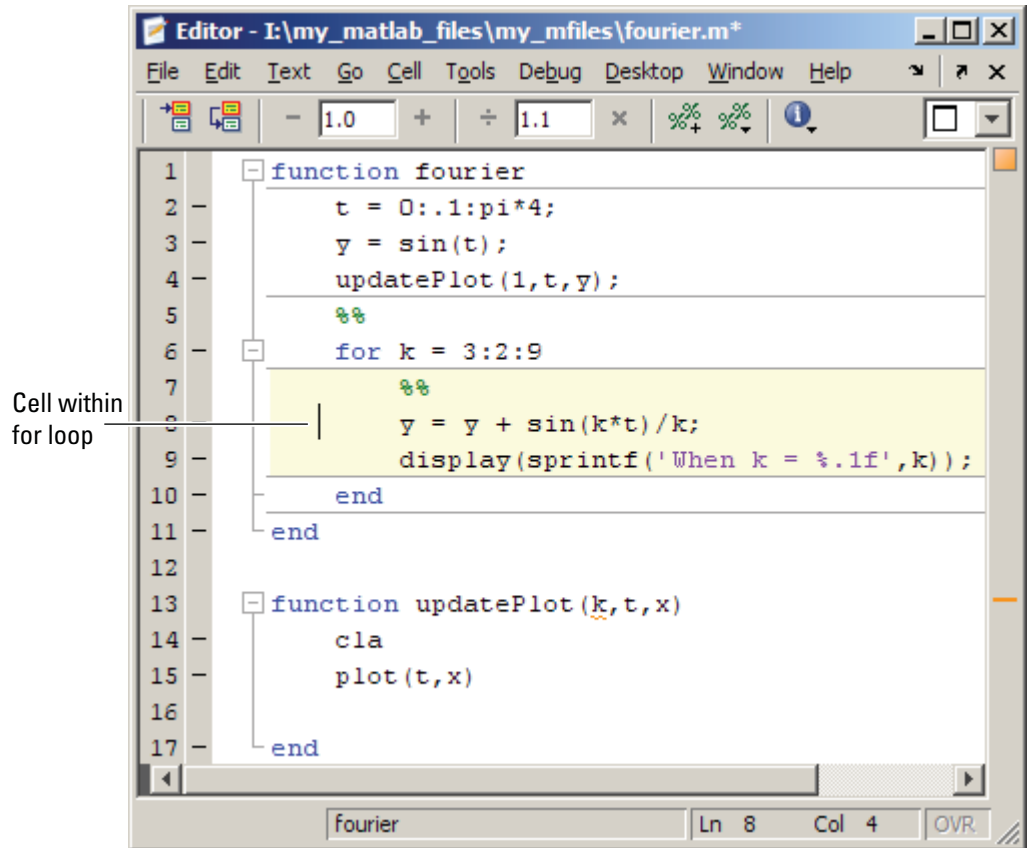 Editor - I:\my_matlab_files\my_mfiles\fourier.m*
File Edit Text Go Cell Tools Debug Desktop Window Help
− 1.0 + ÷ 1.1 ×
1 function fourier
2 − t = 0:.1:pi*4;
3 − y = sin(t);
4 − updatePlot(1,t,y);
5 %%
6 − for k = 3:2:9
7 %%
Cell within
for loop
8 − y = y + sin(k*t)/k;
9 − display(sprintf('When k = %.1f',k));
10 − end
11 − end
12
13 function updatePlot(k,t,x)
14 − cla
15 − plot(t,x)
16
17 − end
fourier Ln 8 Col 4 OVR